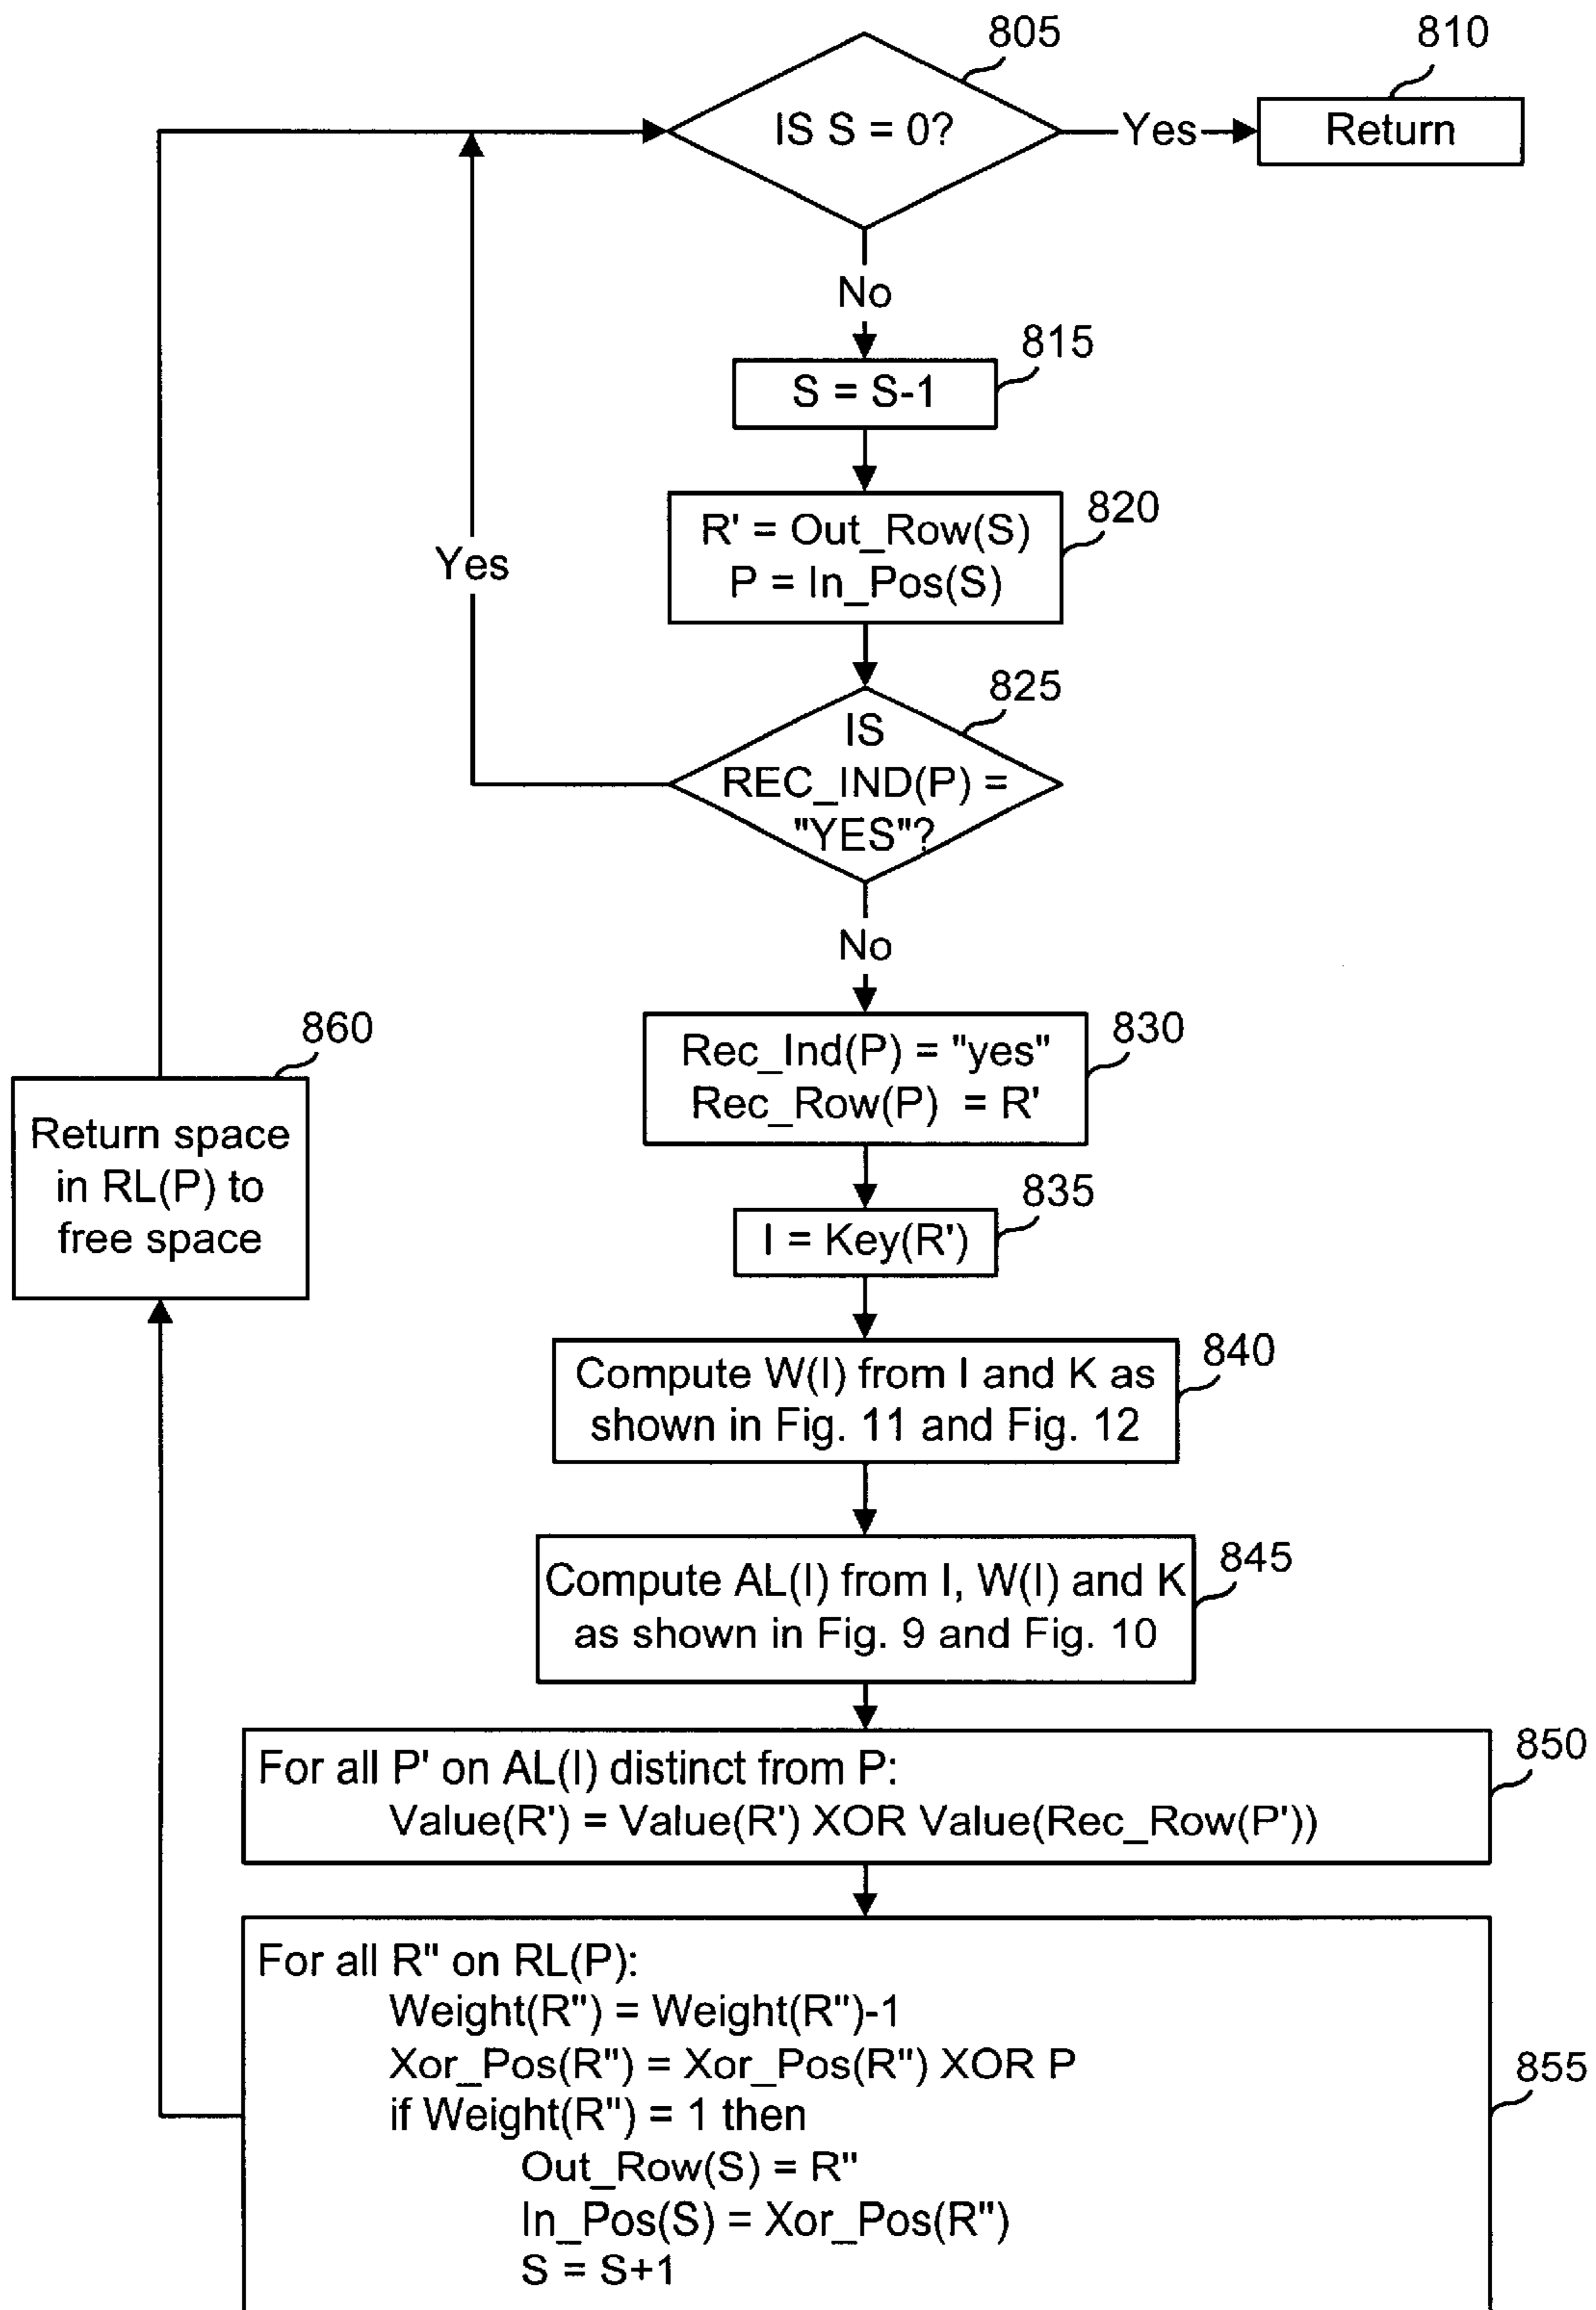 805
810
IS S = 0?
Yes
Return
No
815
S = S-1
820
R' = Out_Row(S)
P = In_Pos(S)
Yes
825
IS
REC_IND(P) =
"YES"?
No
830
Rec_Ind(P) = "yes"
Rec_Row(P) = R'
860
Return space
in RL(P) to
free space
835
I = Key(R')
840
Compute W(I) from I and K as
shown in Fig. 11 and Fig. 12
845
Compute AL(I) from I, W(I) and K
as shown in Fig. 9 and Fig. 10
850
For all P' on AL(I) distinct from P:
Value(R') = Value(R') XOR Value(Rec_Row(P'))
855
For all R" on RL(P):
Weight(R") = Weight(R")-1
Xor_Pos(R") = Xor_Pos(R") XOR P
if Weight(R") = 1 then
Out_Row(S) = R"
In_Pos(S) = Xor_Pos(R")
S = S+1